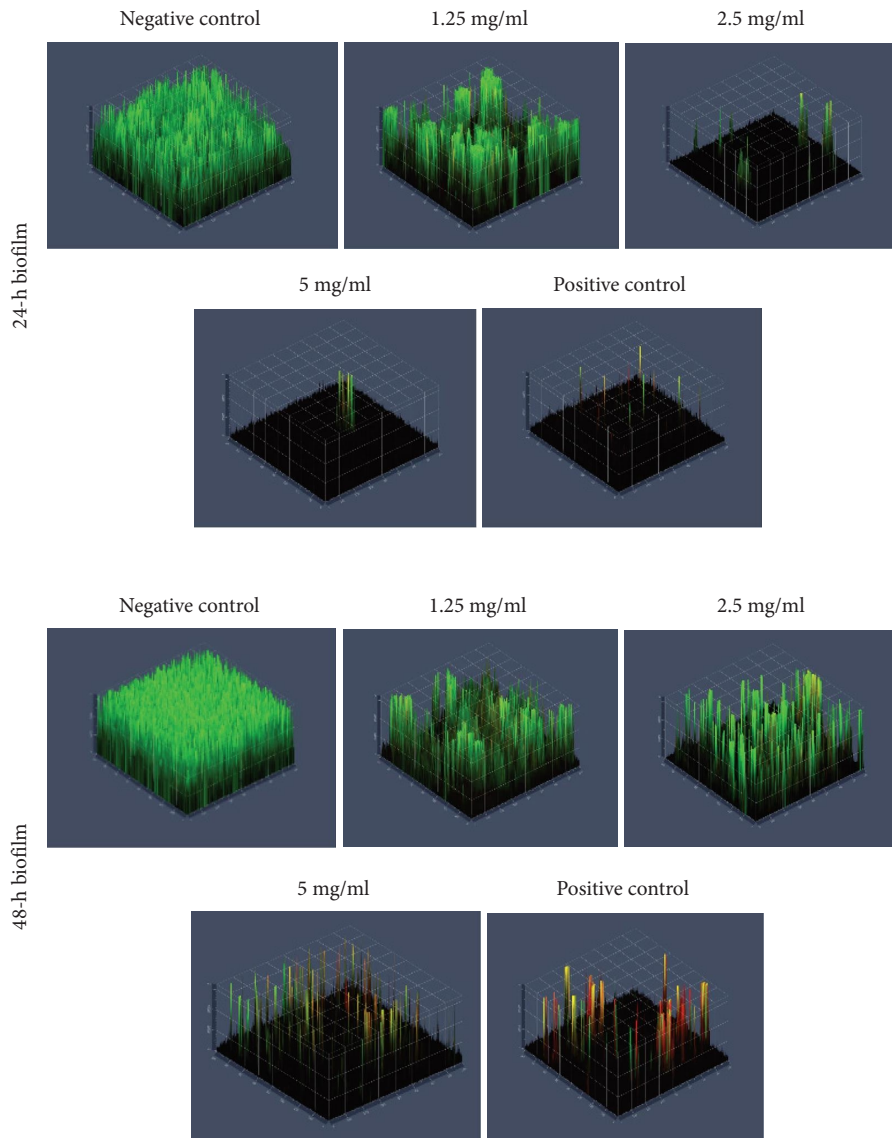 Negative control
1.25 mg/ml
2.5 mg/ml
24-h biofilm
5 mg/ml
Positive control
Negative control
1.25 mg/ml
2.5 mg/ml
48-h biofilm
5 mg/ml
Positive control